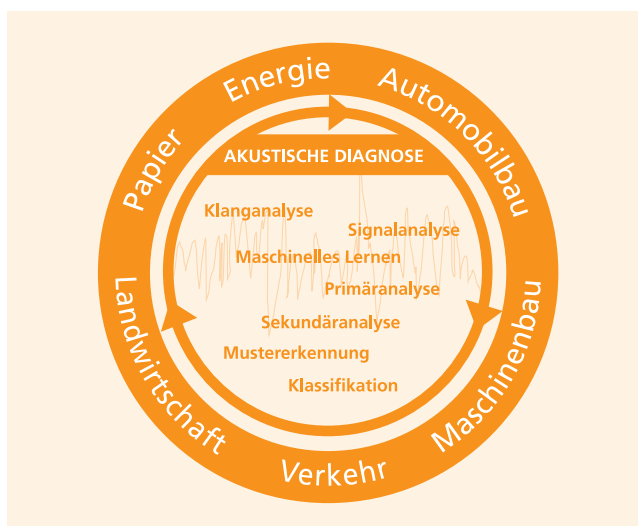 Energie
Automobilbau
Maschinenbau
Verkehr
Landwirtschaft
Papier
AKUSTISCHE DIAGNOSE
Klanganalyse
Signalanalyse
Maschinelles Lernen
Primäranalyse
Sekundäranalyse
Mustererkennung
Klassifikation